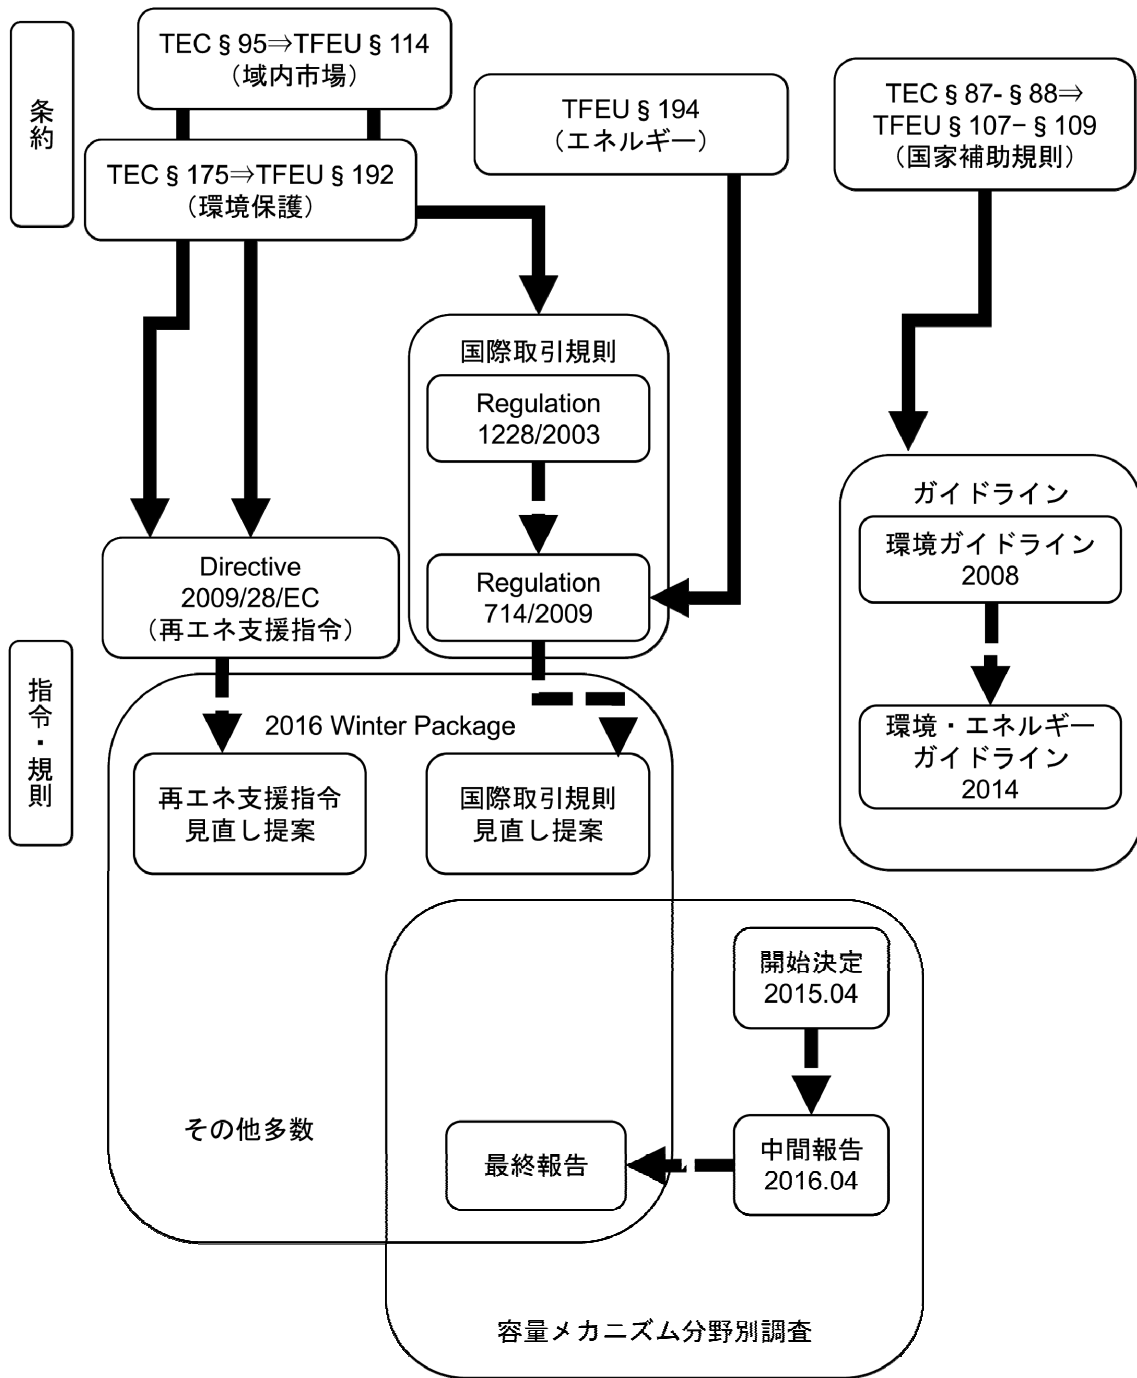 条約
TEC§95⇒TFEU§114
（域内市場）
TEC§175⇒TFEU§192
（環境保護）
TFEU§194
（エネルギー）
TEC§87-§88⇒
TFEU§107–§109
（国家補助規則）
国際取引規則
Regulation
1228/2003
Regulation
714/2009
Directive
2009/28/EC
（再エネ支援指令）
ガイドライン
環境ガイドライン
2008
環境・エネルギー
ガイドライン
2014
指令・規則
2016 Winter Package
再エネ支援指令
見直し提案
国際取引規則
見直し提案
その他多数
開始決定
2015.04
中間報告
2016.04
最終報告
容量メカニズム分野別調査